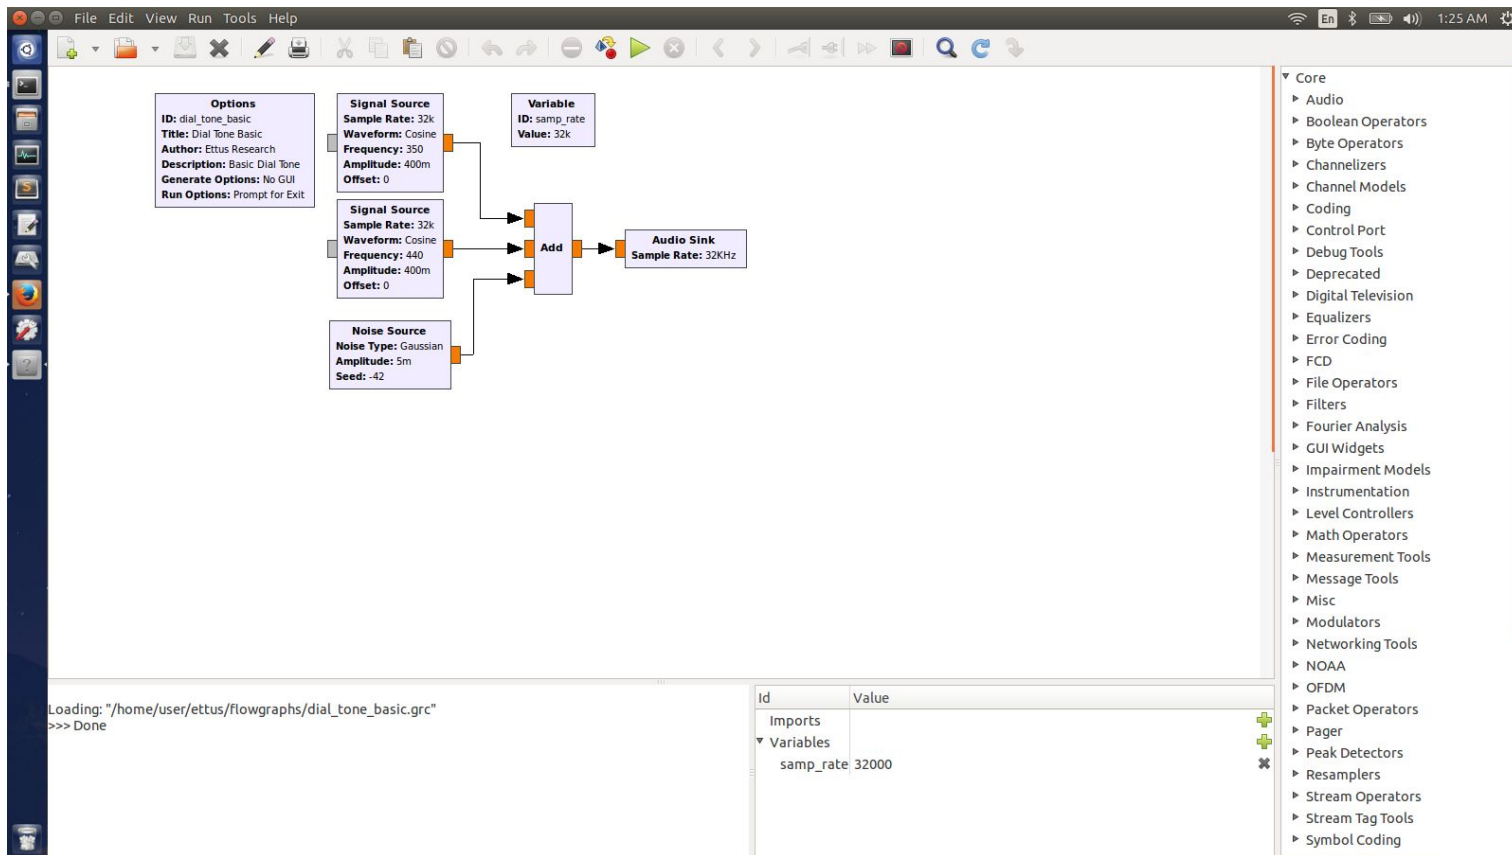 File Edit View Run Tools Help
En
1:25 AM
Options
ID: dial_tone_basic
Title: Dial Tone Basic
Author: Ettus Research
Description: Basic Dial Tone
Generate Options: No GUI
Run Options: Prompt for Exit
Signal Source
Sample Rate: 32k
Waveform: Cosine
Frequency: 350
Amplitude: 400m
Offset: 0
Variable
ID: samp_rate
Value: 32k
Signal Source
Sample Rate: 32k
Waveform: Cosine
Frequency: 440
Amplitude: 400m
Offset: 0
Add
Audio Sink
Sample Rate: 32KHz
Noise Source
Noise Type: Gaussian
Amplitude: 5m
Seed: -42
Core
Audio
Boolean Operators
Byte Operators
Channelizers
Channel Models
Coding
Control Port
Debug Tools
Deprecated
Digital Television
Equalizers
Error Coding
FCD
File Operators
Filters
Fourier Analysis
GUI Widgets
Impairment Models
Instrumentation
Level Controllers
Math Operators
Measurement Tools
Message Tools
Misc
Modulators
Networking Tools
NOAA
OFDM
Packet Operators
Pager
Peak Detectors
Resamplers
Stream Operators
Stream Tag Tools
Symbol Coding
Loading: "/home/user/ettus/flowgraphs/dial_tone_basic.grc"
>>> Done
Id Value
Imports
Variables
samp_rate 32000